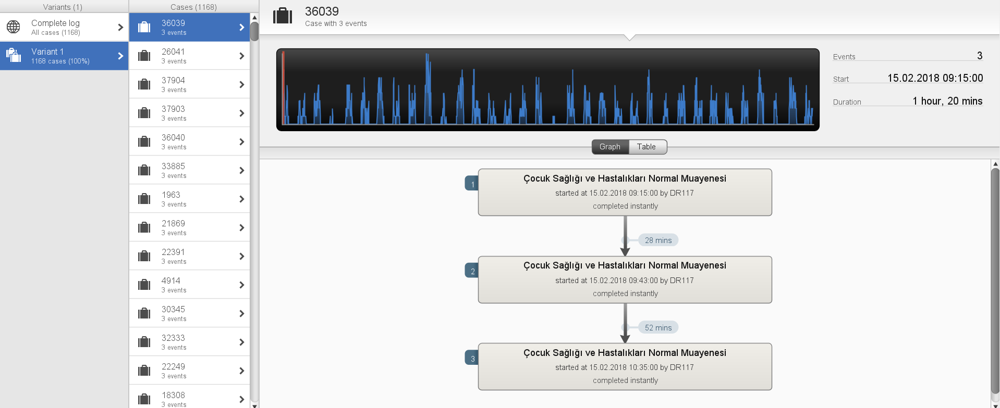 Variants (1)
Complete log
All cases (1168)
Variant 1
1168 cases (100%)
Cases (1168)
36039
3 events
26041
3 events
37904
3 events
37903
3 events
36040
3 events
33885
3 events
1963
3 events
21869
3 events
22391
3 events
4914
3 events
30345
3 events
32333
3 events
22249
3 events
18308
3 events
36039
Case with 3 events
Events 3
Start 15.02.2018 09:15:00
Duration 1 hour, 20 mins
Graph Table
1
Çocuk Sağlığı ve Hastalıkları Normal Muayenesi
started at 15.02.2018 09:15:00 by DR117
completed instantly
28 mins
2
Çocuk Sağlığı ve Hastalıkları Normal Muayenesi
started at 15.02.2018 09:43:00 by DR117
completed instantly
52 mins
3
Çocuk Sağlığı ve Hastalıkları Normal Muayenesi
started at 15.02.2018 10:35:00 by DR117
completed instantly